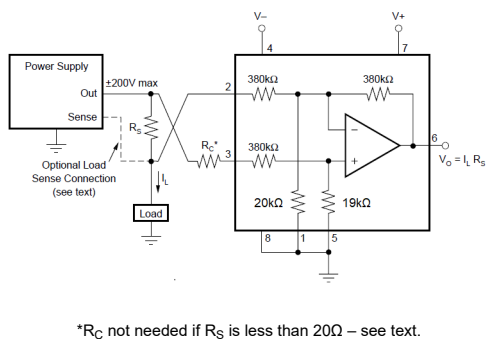 V–
V+
4
7
Power Supply
Out
Sense
±200V max
2
380kΩ
380kΩ
R_S
R_C*
3
380kΩ
–
+
6
V_O = I_L R_S
Optional Load
Sense Connection
(see text)
I_L
Load
20kΩ
19kΩ
8
1
5
*R_C not needed if R_S is less than 20Ω – see text.